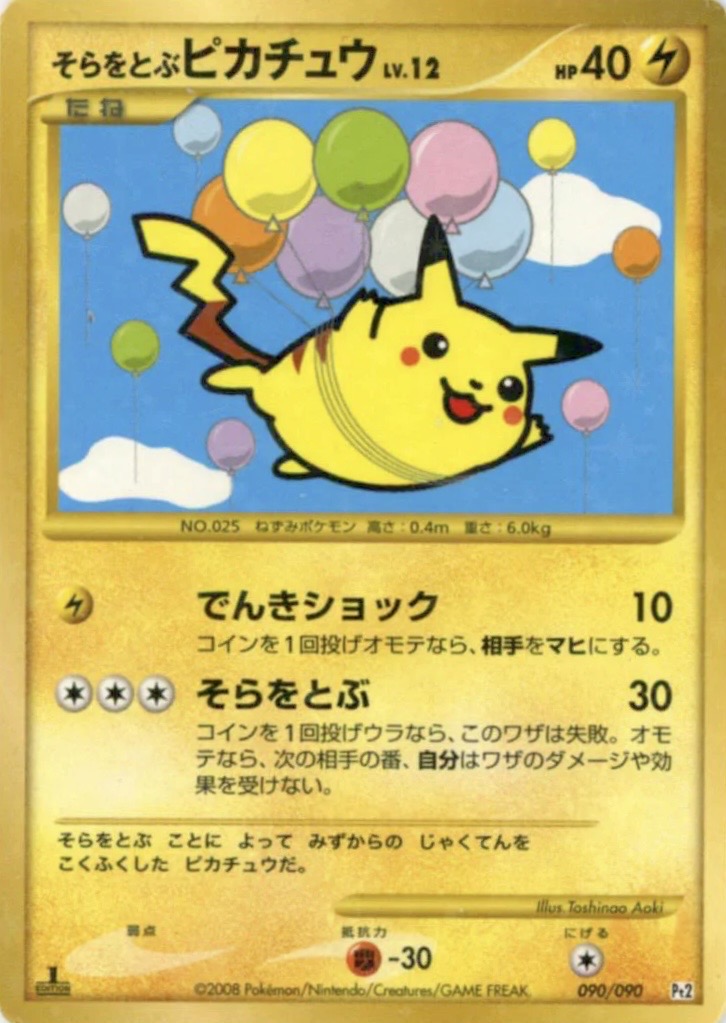 そらをとぶピカチュウ LV.12 HP40
たね
NO.025 ねずみポケモン 高さ:0.4m 重さ:6.0kg
でんきショック 10
コインを1回投げオモテなら、相手をマヒにする。
そらをとぶ 30
コインを1回投げウラなら、このワザは失敗。オモ
テなら、次の相手の番、自分はワザのダメージや効
果を受けない。
そらをとぶ ことに よって みずからの じゃくてんを
こくふくした ピカチュウだ。
Illus. Toshinao Aoki
弱点 抵抗力 にげる
-30
1 EDITION
©2008 Pokémon/Nintendo/Creatures/GAME FREAK 090/090 Pt2